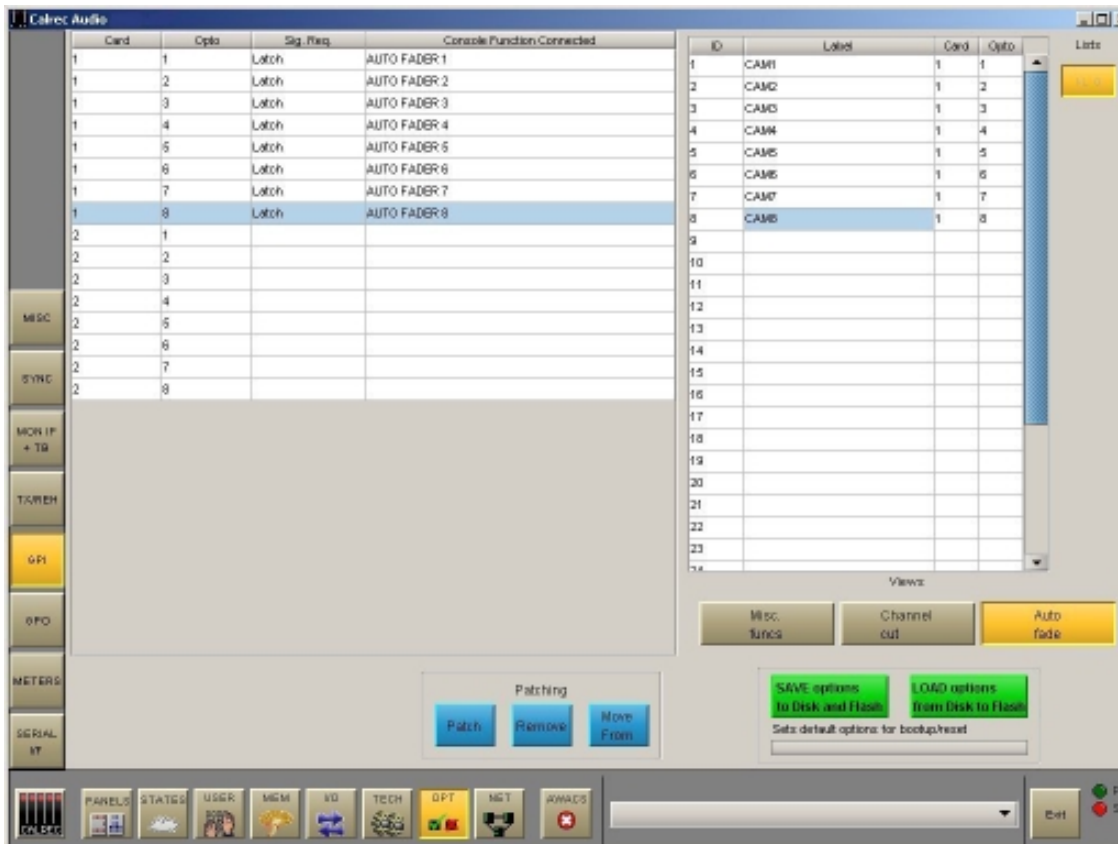 Calrec Audio
Card Opto Sig. Req. Console Function Connected
1 1 Latch AUTO FADER 1
1 2 Latch AUTO FADER 2
1 3 Latch AUTO FADER 3
1 4 Latch AUTO FADER 4
1 5 Latch AUTO FADER 5
1 6 Latch AUTO FADER 6
1 7 Latch AUTO FADER 7
1 8 Latch AUTO FADER 8
2 1
2 2
2 3
2 4
2 5
2 6
2 7
2 8
ID Label Card Opto
1 CAM1 1 1
2 CAM2 1 2
3 CAM3 1 3
4 CAM4 1 4
5 CAM5 1 5
6 CAM6 1 6
7 CAM7 1 7
8 CAM8 1 8
9
10
11
12
13
14
15
16
17
18
19
20
21
22
23
24
Lists
MISC
SYNC
MON IP
+ TB
TX/REH
GPI
GPO
METERS
SERIAL
I/F
Views
Misc.
funcs
Channel
cut
Auto
fade
Patching
Patch
Remove
Move
From
SAVE options
to Disk and Flash
LOAD options
from Disk to Flash
Sets default options for bootup/reset
CALREC
PANELS
STATES
USER
MEM
I/O
TECH
OPT
NET
AWACS
Exit